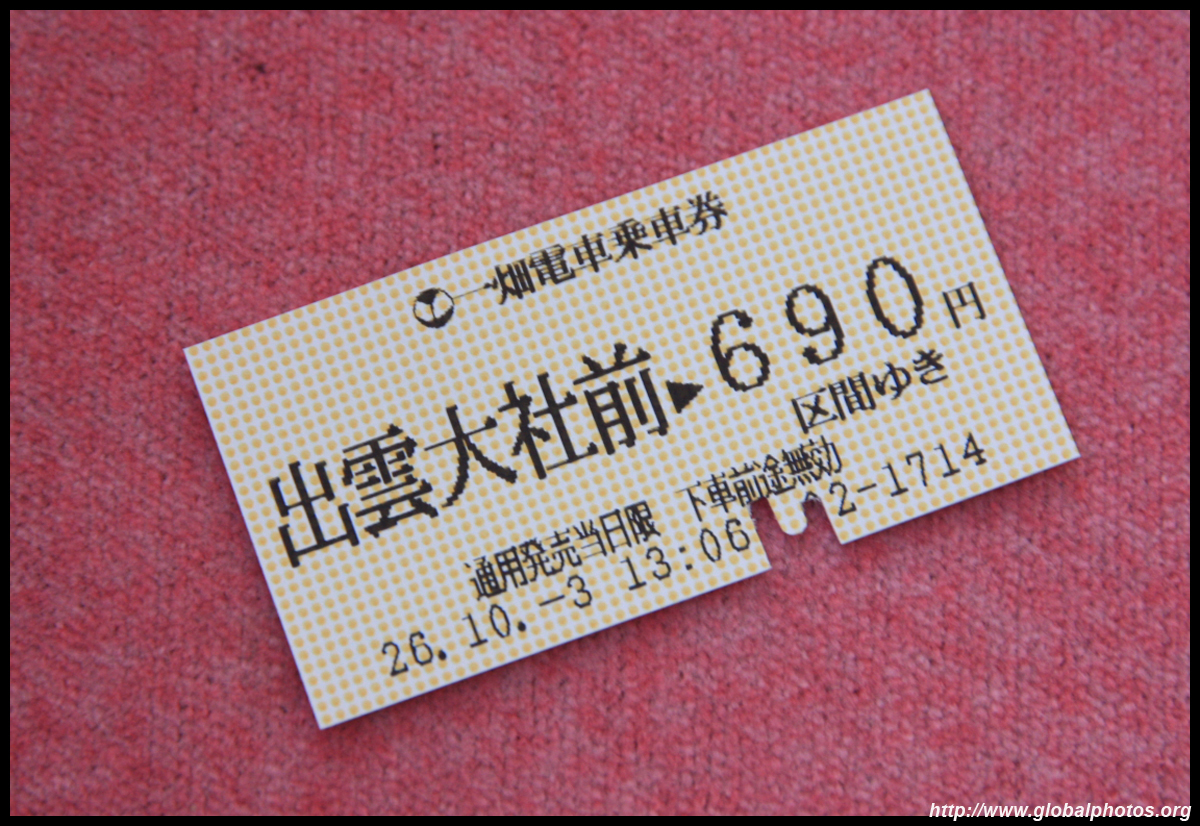 一畑電車乗車券
出雲大社前▶690円
区間ゆき
通用発売当日限 下車前途無効
26.10.-3 13:06 2-1714
http://www.globalphotos.org